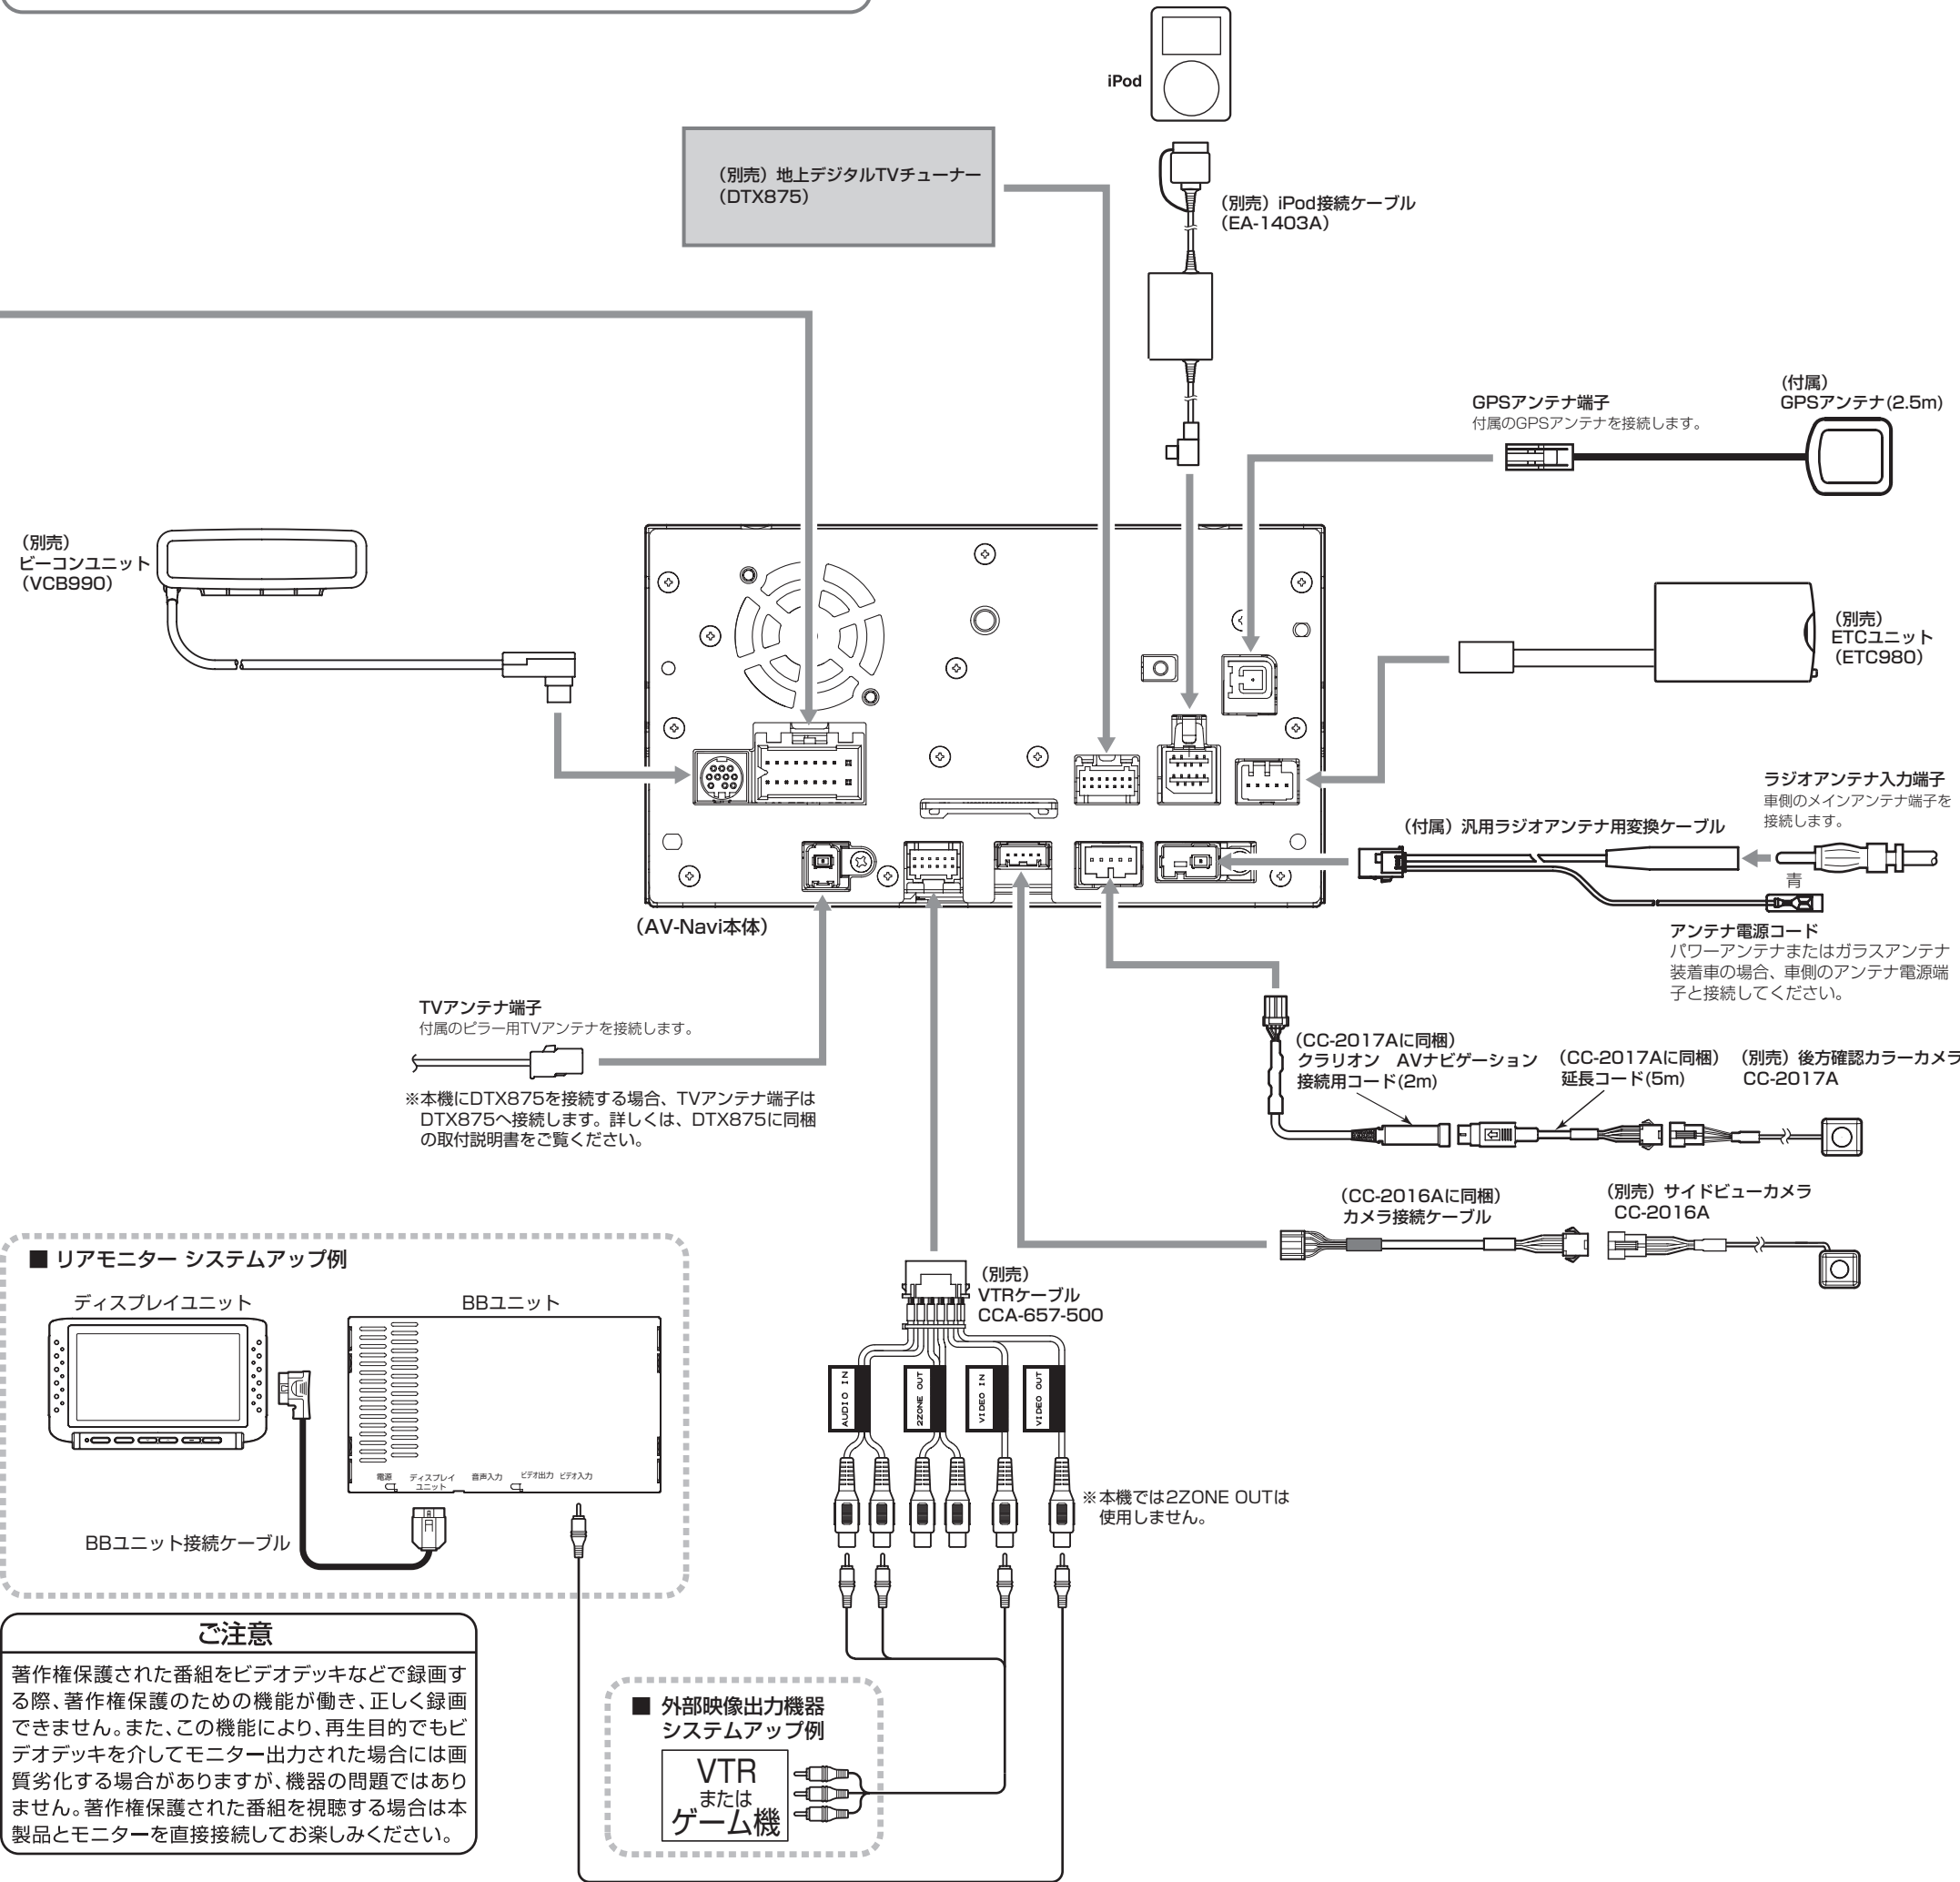 iPod
（別売）地上デジタルTVチューナー
（DTX875）
（別売）iPod接続ケーブル
（EA-1403A）
GPSアンテナ端子
付属のGPSアンテナを接続します。
(付属)
GPSアンテナ(2.5m)
（別売）
ビーコンユニット
（VCB990）
（別売）
ETCユニット
（ETC980）
ラジオアンテナ入力端子
車側のメインアンテナ端子を
接続します。
（付属）汎用ラジオアンテナ用変換ケーブル
青
アンテナ電源コード
パワーアンテナまたはガラスアンテナ
装着車の場合、車側のアンテナ電源端
子と接続してください。
（AV-Navi本体）
TVアンテナ端子
付属のピラー用TVアンテナを接続します。
※本機にDTX875を接続する場合、TVアンテナ端子は
DTX875へ接続します。詳しくは、DTX875に同梱
の取付説明書をご覧ください。
（CC-2017Aに同梱）
クラリオン　AVナビゲーション
接続用コード(2m)
（CC-2017Aに同梱）
延長コード(5m)
（別売）後方確認カラーカメラ
CC-2017A
（CC-2016Aに同梱）
カメラ接続ケーブル
（別売）サイドビューカメラ
CC-2016A
■ リアモニター システムアップ例
ディスプレイユニット
BBユニット
電源
ディスプレイ
ユニット
音声入力
ビデオ出力
ビデオ入力
BBユニット接続ケーブル
（別売）
VTRケーブル
CCA-657-500
AUDIO IN
2ZONE OUT
VIDEO IN
VIDEO OUT
※本機では2ZONE OUTは
使用しません。
ご注意
著作権保護された番組をビデオデッキなどで録画す
る際、著作権保護のための機能が働き、正しく録画
できません。また、この機能により、再生目的でもビ
デオデッキを介してモニター出力された場合には画
質劣化する場合がありますが、機器の問題ではあり
ません。著作権保護された番組を視聴する場合は本
製品とモニターを直接接続してお楽しみください。
■ 外部映像出力機器
システムアップ例
VTR
または
ゲーム機